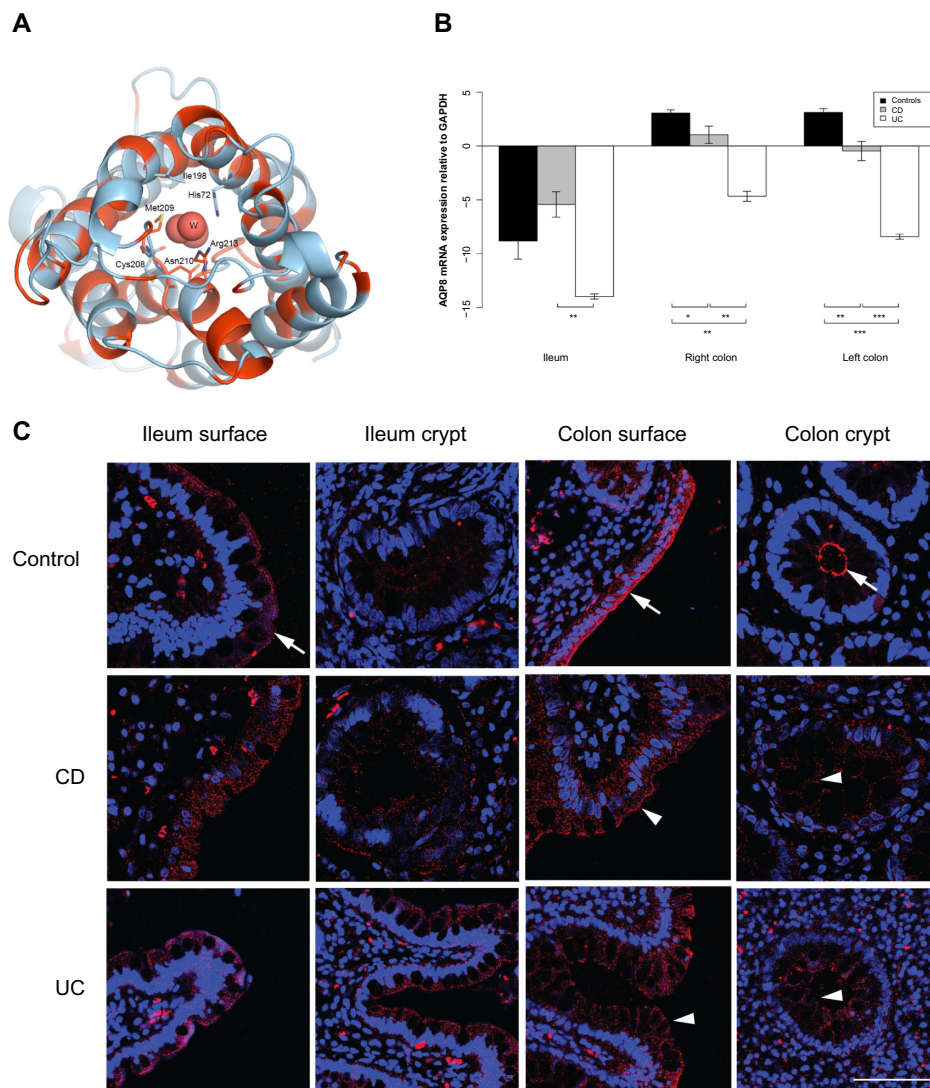 A
Ile198
His72
Met209
W
Arg213
Cys208
Asn210
B
AQP8 mRNA expression relative to GAPDH
5
0
−5
−10
−15
Controls
CD
UC
**
*
**
**
**
***
***
Ileum
Right colon
Left colon
C
Ileum surface
Ileum crypt
Colon surface
Colon crypt
Control
CD
UC